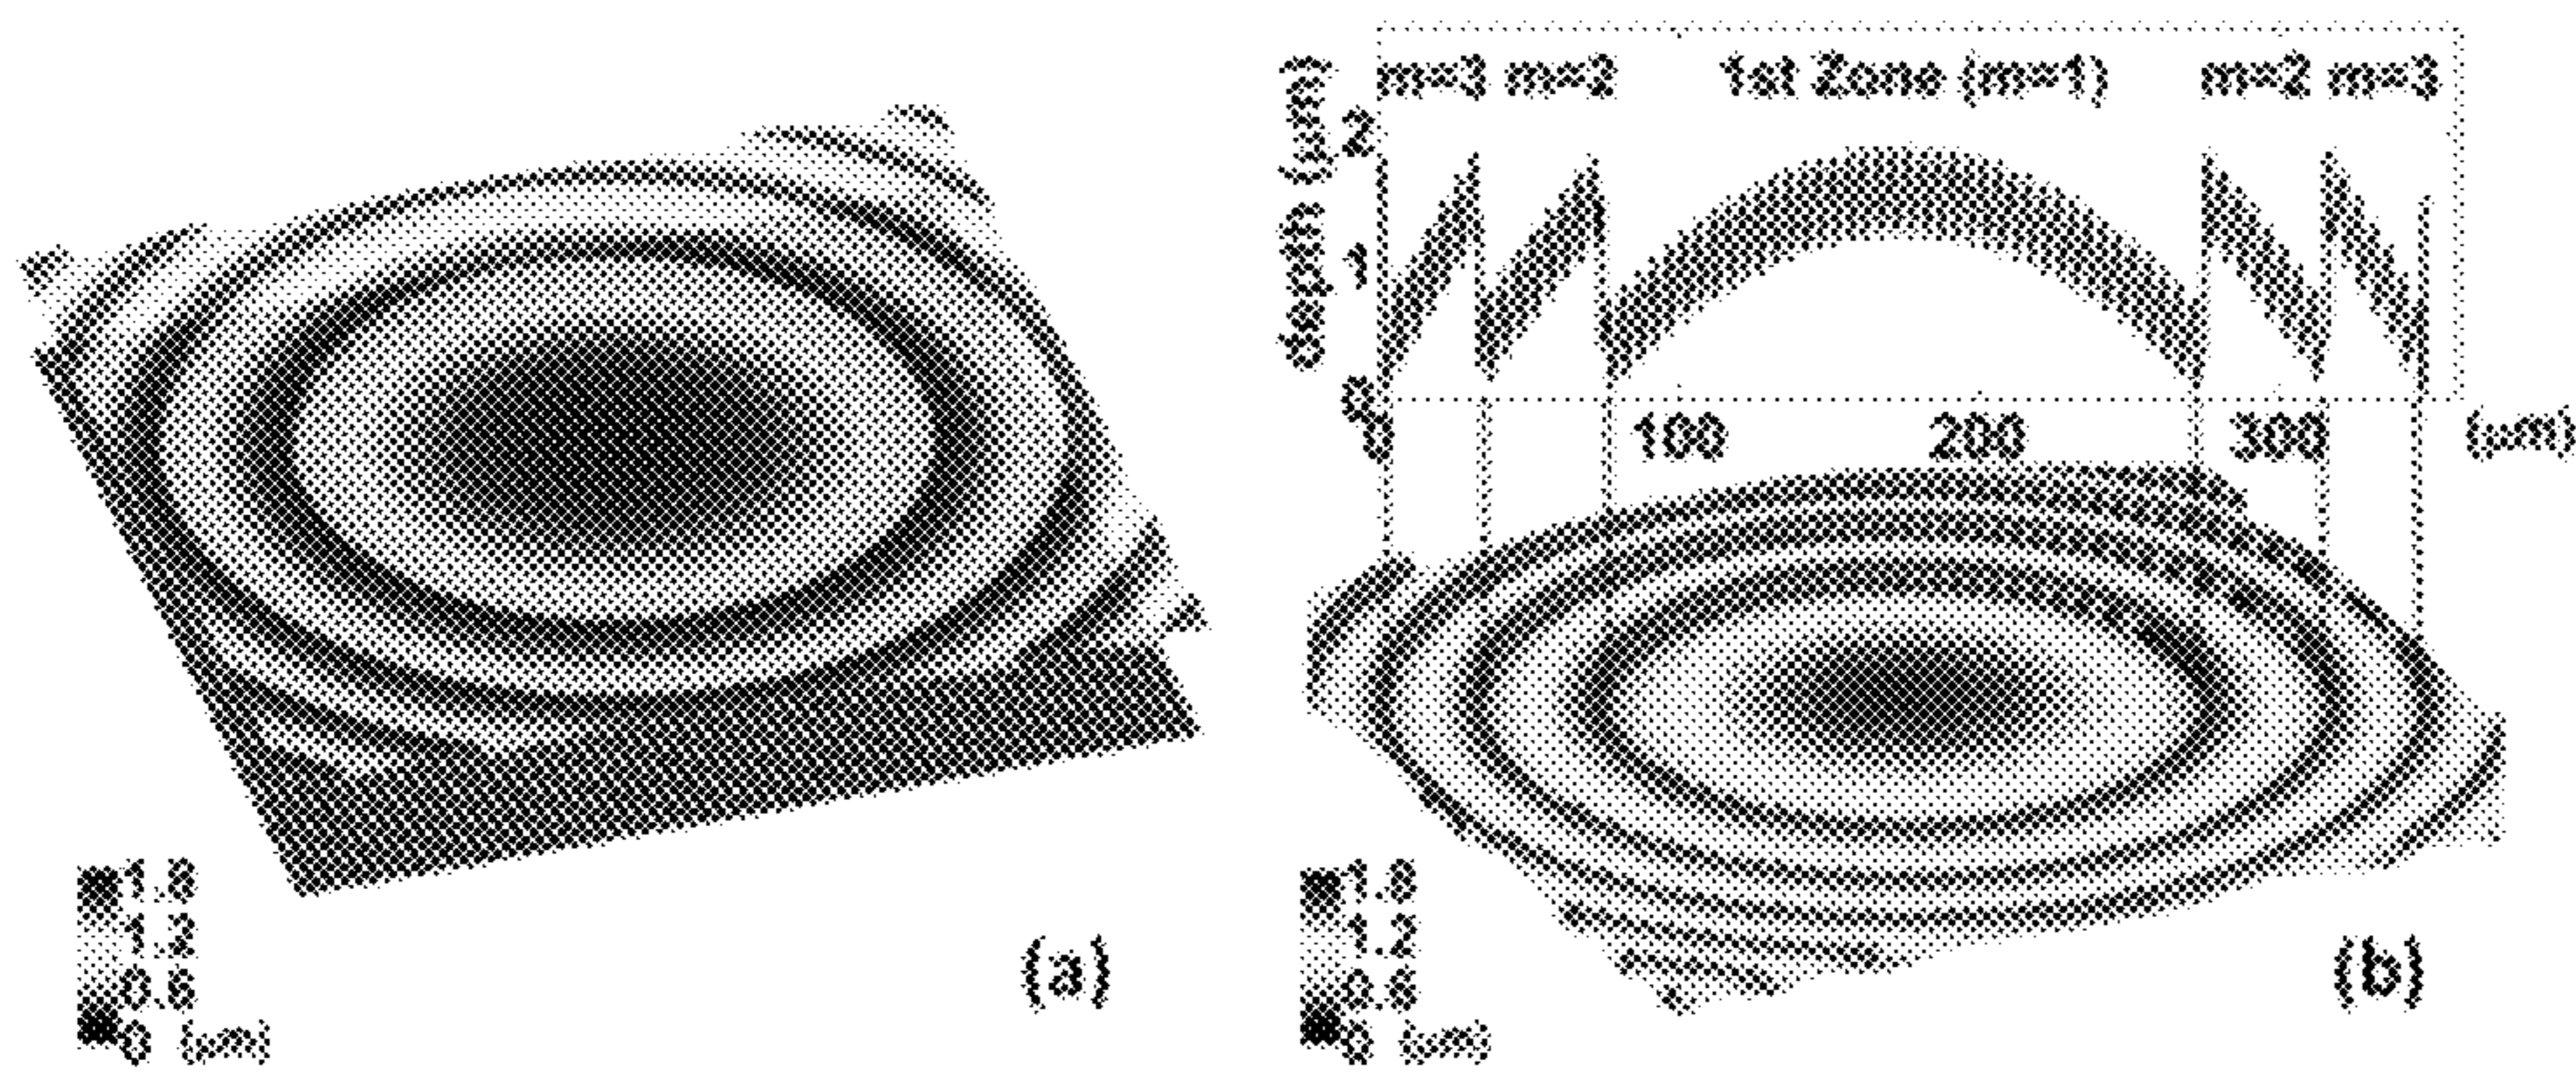 m=3 m=2 1st Zone (m=1) m=2 m=3
depth (μm)
2
1
0
0 100 200 300 (μm)
1.8
1.2
0.6
0 (μm)
(a)
1.8
1.2
0.6
0 (μm)
(b)